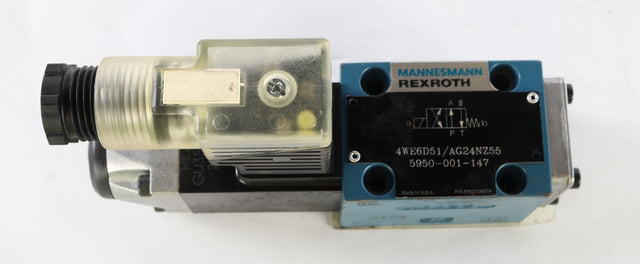 MANNESMANN
REXROTH
A B
a
b
P T
4WE6D51/AG24NZ55
5950-001-147
Made in U.S.A.